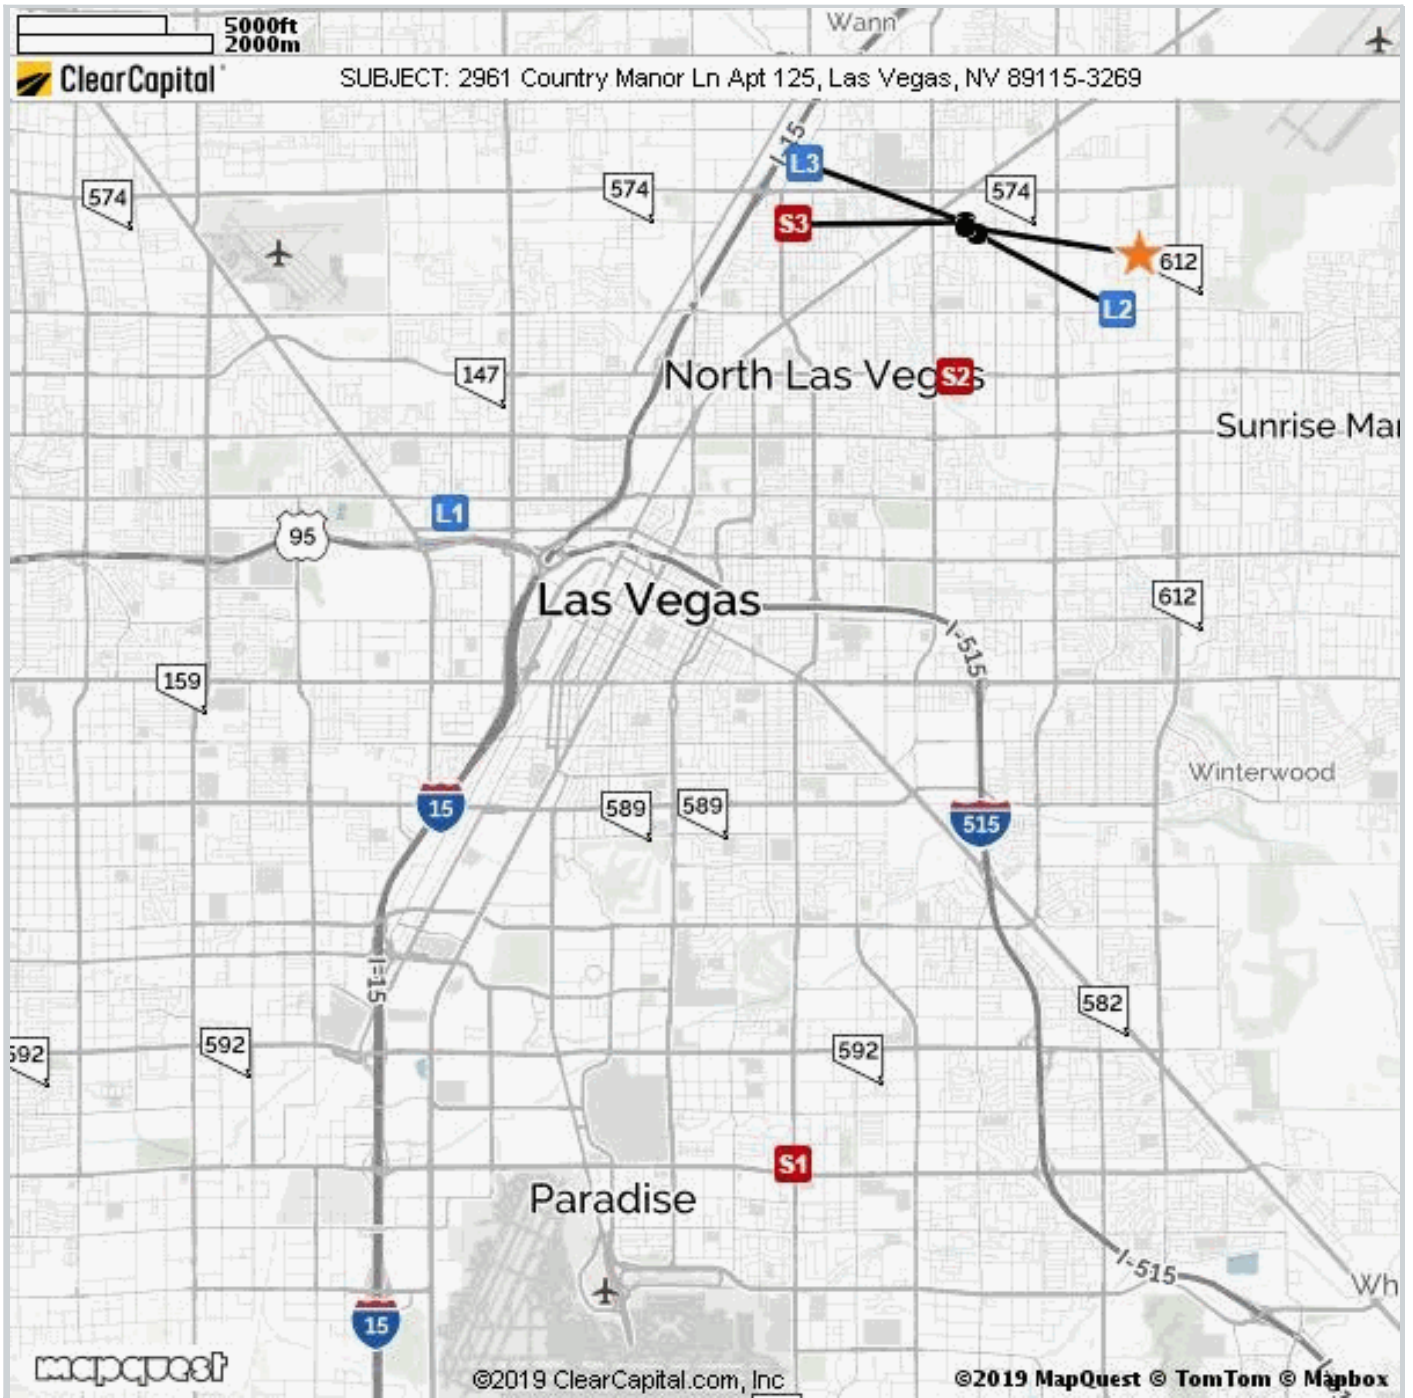 Wann
5000ft
2000m
ClearCapital
SUBJECT: 2961 Country Manor Ln Apt 125, Las Vegas, NV 89115-3269
I-15
L3
574
574
574
S3
612
L2
147
North Las Vegas
S2
Sunrise Ma
L1
95
Las Vegas
612
I-515
159
Winterwood
15
589
589
515
I-15
582
592
592
592
S1
Paradise
I-515
Wh
15
mapquest
©2019 ClearCapital.com, Inc
©2019 MapQuest © TomTom © Mapbox